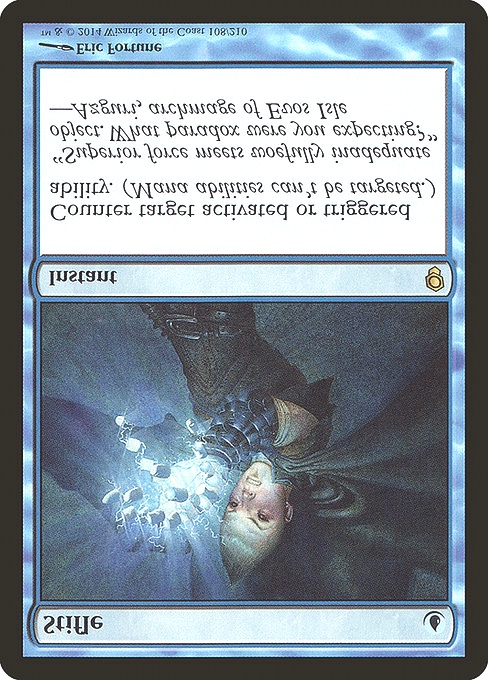 Stifle
Instant
Counter target activated or triggered
ability. (Mana abilities can't be targeted.)
"Superior force meets woefully inadequate
object. What paradox were you expecting?"
—Azguri, archmage of Evos Isle
Eric Fortune
™ & © 2014 Wizards of the Coast 108/210